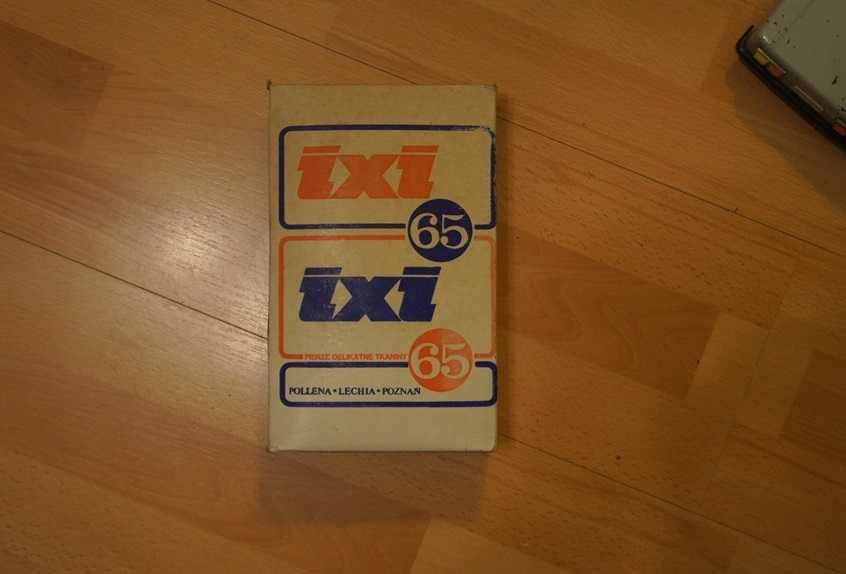 ixi
65
ixi
PIERZE DELIKATNE TKANINY
65
POLLENA • LECHIA • POZNAŃ